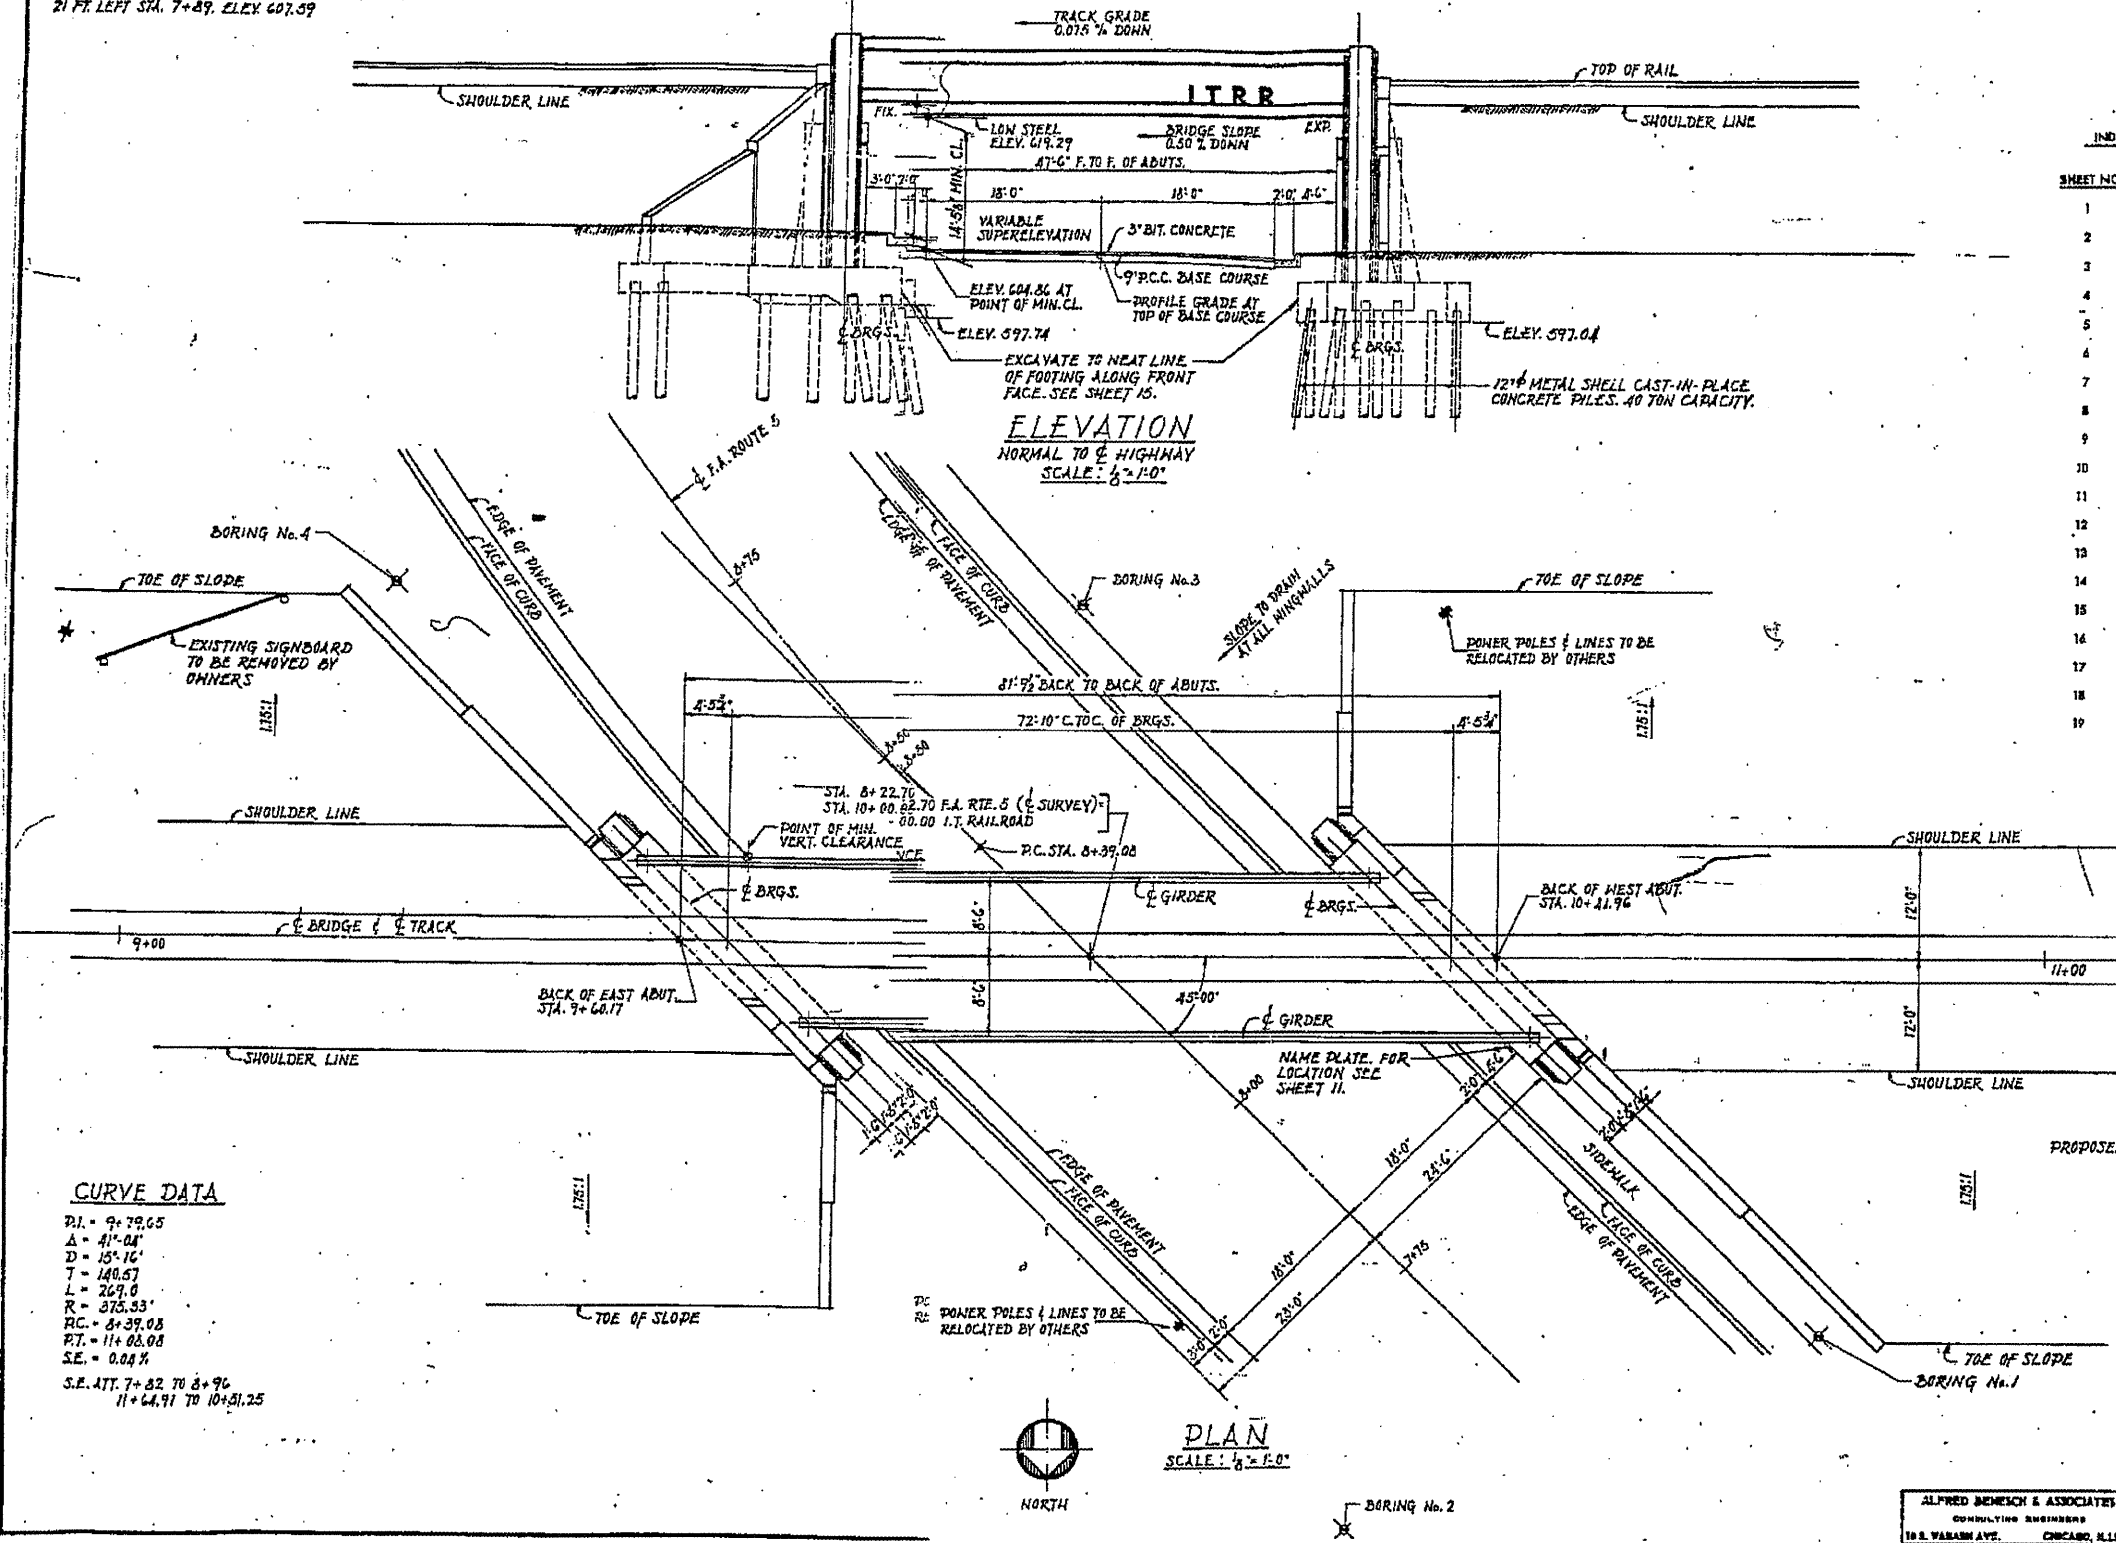 21 FT. LEFT STA. 7+89. ELEV. 607.59
TRACK GRADE
0.075 % DOWN
TOP OF RAIL
SHOULDER LINE
SHOULDER LINE
ITRR
FIX.
EXP.
LOW STEEL
ELEV. 619.29
BRIDGE SLOPE
0.50 % DOWN
47'-6" F. TO F. OF ABUTS.
3'-0"
18'-0"
18'-0"
2'-0"
4'-6"
MIN. CL.
VARIABLE
SUPERELEVATION
3" BIT. CONCRETE
9" P.C.C. BASE COURSE
ELEV. 604.86 AT
POINT OF MIN. CL.
PROFILE GRADE AT
TOP OF BASE COURSE
℄ BRGS.
ELEV. 597.74
ELEV. 597.04
℄ BRGS.
EXCAVATE TO NEAT LINE
OF FOOTING ALONG FRONT
FACE. SEE SHEET 15.
12"ϕ METAL SHELL CAST-IN-PLACE
CONCRETE PILES. 40 TON CAPACITY.
ELEVATION
NORMAL TO ℄ HIGHWAY
SCALE: 1/8"=1'-0"
IND
SHEET NO
1
2
3
4
5
6
7
8
9
10
11
12
13
14
15
16
17
18
19
℄ F.A. ROUTE 5
BORING No. 4
TOE OF SLOPE
EDGE OF PAVEMENT
FACE OF CURB
8+75
FACE OF CURB
EDGE OF PAVEMENT
BORING No. 3
SLOPE TO DRAIN
AT ALL WINGWALLS
TOE OF SLOPE
EXISTING SIGNBOARD
TO BE REMOVED BY
OWNERS
POWER POLES & LINES TO BE
RELOCATED BY OTHERS
1.75:1
1.75:1
81'-9½" BACK TO BACK OF ABUTS.
4'-5¾"
72'-10" C. TO C. OF BRGS.
4'-5¾"
8+50
8+50
SHOULDER LINE
STA. 8+22.70
STA. 10+00.
F.A. RTE. 5 (℄ SURVEY)=
00.00 I.T. RAILROAD
POINT OF MIN.
VERT. CLEARANCE
P.C. STA. 8+39.08
SHOULDER LINE
℄ BRGS.
℄ GIRDER
℄ BRGS.
BACK OF WEST ABUT.
STA. 10+41.96
℄ BRIDGE & ℄ TRACK
9+00
8'-6"
12'-0"
11+00
BACK OF EAST ABUT.
STA. 9+60.17
8'-6"
45°-00'
12'-0"
℄ GIRDER
SHOULDER LINE
NAME PLATE. FOR
LOCATION SEE
SHEET 11.
SHOULDER LINE
8+00
2'-0"
4'-6"
18'-0"
24'-6"
SIDEWALK
PROPOSE
EDGE OF PAVEMENT
FACE OF CURB
FACE OF CURB
EDGE OF PAVEMENT
1.75:1
1.75:1
7+75
18'-0"
23'-0"
2'-0"
3'-0"
CURVE DATA
P.I. = 9+79.65
Δ = 41°-04'
D = 15°-16'
T = 140.57
L = 269.0
R = 375.33'
P.C. = 8+39.08
P.T. = 11+08.08
S.E. = 0.04 %
S.E. ATT. 7+82 TO 8+96
11+64.91 TO 10+51.25
TOE OF SLOPE
POWER POLES & LINES TO BE
RELOCATED BY OTHERS
TOE OF SLOPE
BORING No. 1
PLAN
SCALE: 1/8"=1'-0"
NORTH
BORING No. 2
ALFRED BENESCH & ASSOCIATES
CONSULTING ENGINEERS
10 S. WABASH AVE. CHICAGO, ILL